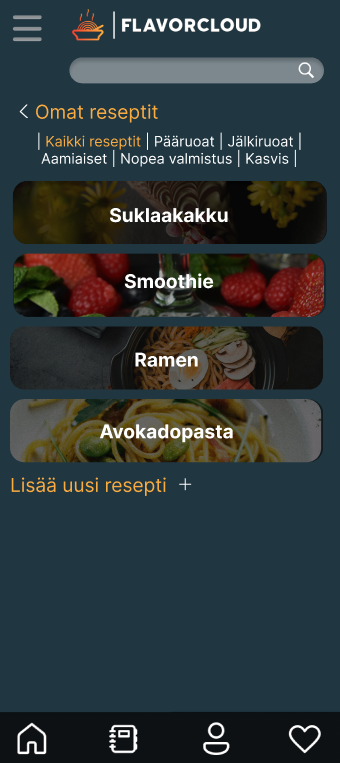 FLAVORCLOUD
Omat reseptit
| Kaikki reseptit | Pääruoat | Jälkiruoat |
Aamiaiset | Nopea valmistus | Kasvis |
Suklaakakku
Smoothie
Ramen
Avokadopasta
Lisää uusi resepti +